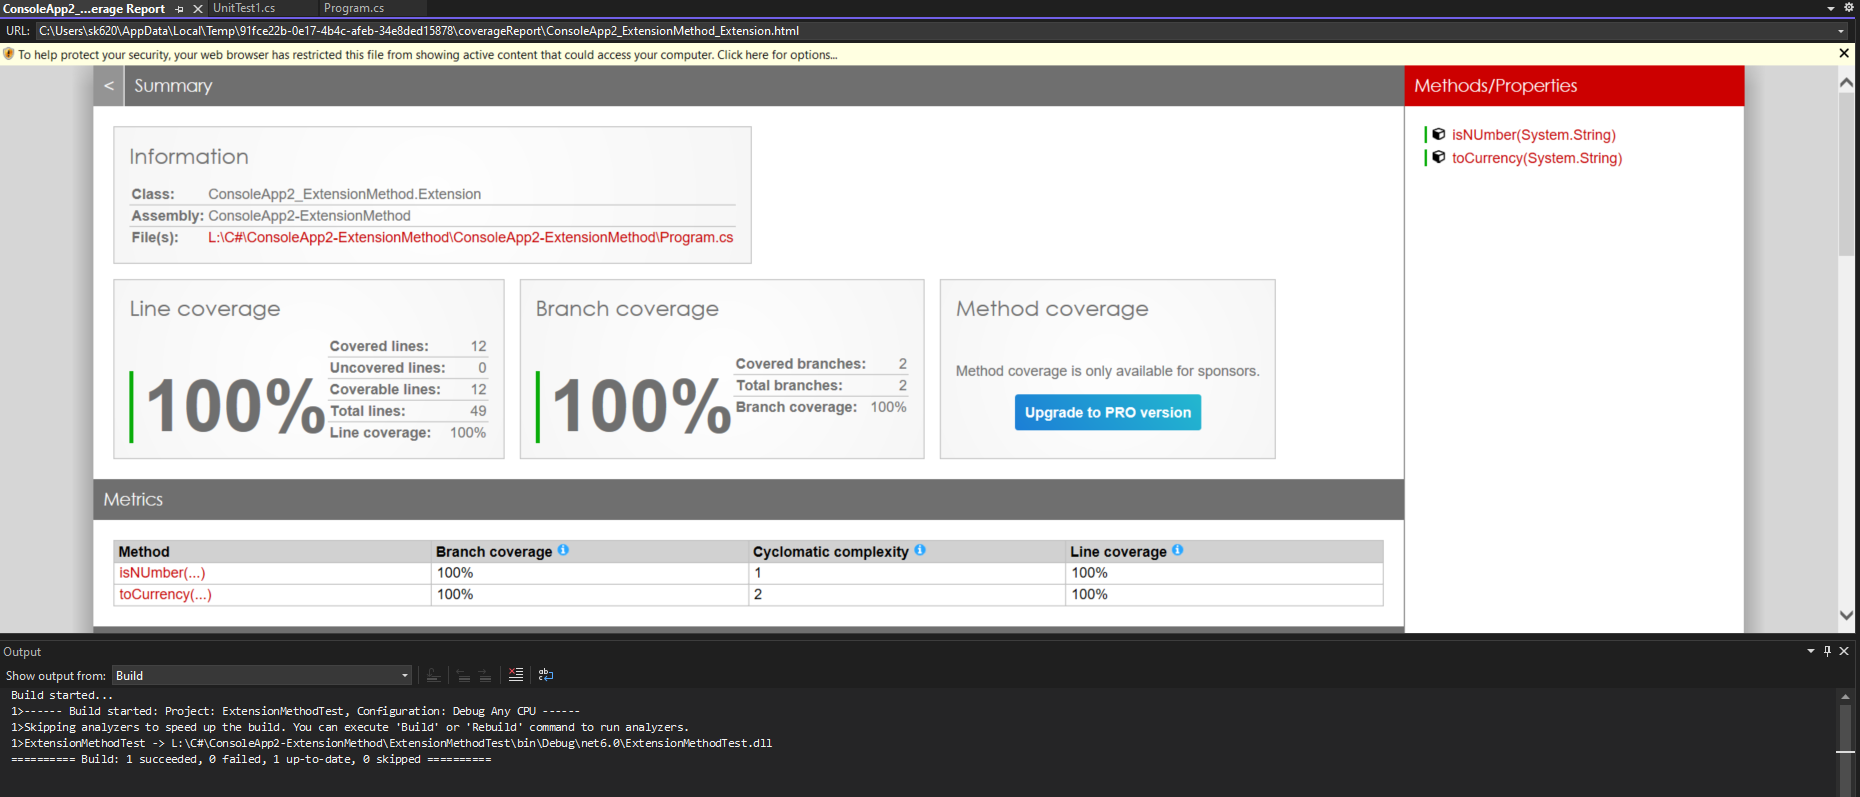 ConsoleApp2_...erage Report
UnitTest1.cs
Program.cs
URL: C:\Users\sk620\AppData\Local\Temp\91fce22b-0e17-4b4c-afeb-34e8ded15878\coverageReport\ConsoleApp2_ExtensionMethod_Extension.html
To help protect your security, your web browser has restricted this file from showing active content that could access your computer. Click here for options...
< Summary
Information
Class: ConsoleApp2_ExtensionMethod.Extension
Assembly: ConsoleApp2-ExtensionMethod
File(s): L:\C#\ConsoleApp2-ExtensionMethod\ConsoleApp2-ExtensionMethod\Program.cs
Line coverage
100%
Covered lines: 12
Uncovered lines: 0
Coverable lines: 12
Total lines: 49
Line coverage: 100%
Branch coverage
100%
Covered branches: 2
Total branches: 2
Branch coverage: 100%
Method coverage
Method coverage is only available for sponsors.
Upgrade to PRO version
Metrics
Method Branch coverage Cyclomatic complexity Line coverage
isNUmber(...) 100% 1 100%
toCurrency(...) 100% 2 100%
Methods/Properties
isNUmber(System.String)
toCurrency(System.String)
Output
Show output from: Build
Build started...
1>------ Build started: Project: ExtensionMethodTest, Configuration: Debug Any CPU ------
1>Skipping analyzers to speed up the build. You can execute 'Build' or 'Rebuild' command to run analyzers.
1>ExtensionMethodTest -> L:\C#\ConsoleApp2-ExtensionMethod\ExtensionMethodTest\bin\Debug\net6.0\ExtensionMethodTest.dll
========== Build: 1 succeeded, 0 failed, 1 up-to-date, 0 skipped ==========